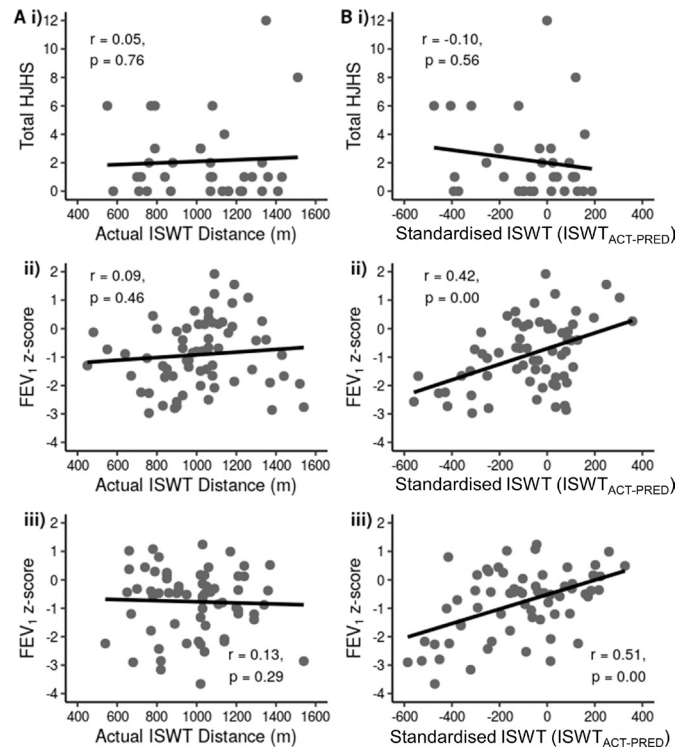 A i)
r = 0.05,
p = 0.76
Total HJHS
12
10
8
6
4
2
0
400 600 800 1000 1200 1400 1600
Actual ISWT Distance (m)
B i)
r = -0.10,
p = 0.56
Total HJHS
12
10
8
6
4
2
0
-600 -400 -200 0 200 400
Standardised ISWT (ISWTACT-PRED)
ii)
r = 0.09,
p = 0.46
FEV1 z-score
2
1
0
-1
-2
-3
-4
400 600 800 1000 1200 1400 1600
Actual ISWT Distance (m)
ii)
r = 0.42,
p = 0.00
FEV1 z-score
2
1
0
-1
-2
-3
-4
-600 -400 -200 0 200 400
Standardised ISWT (ISWTACT-PRED)
iii)
r = 0.13,
p = 0.29
FEV1 z-score
2
1
0
-1
-2
-3
-4
400 600 800 1000 1200 1400 1600
Actual ISWT Distance (m)
iii)
r = 0.51,
p = 0.00
FEV1 z-score
2
1
0
-1
-2
-3
-4
-600 -400 -200 0 200 400
Standardised ISWT (ISWTACT-PRED)